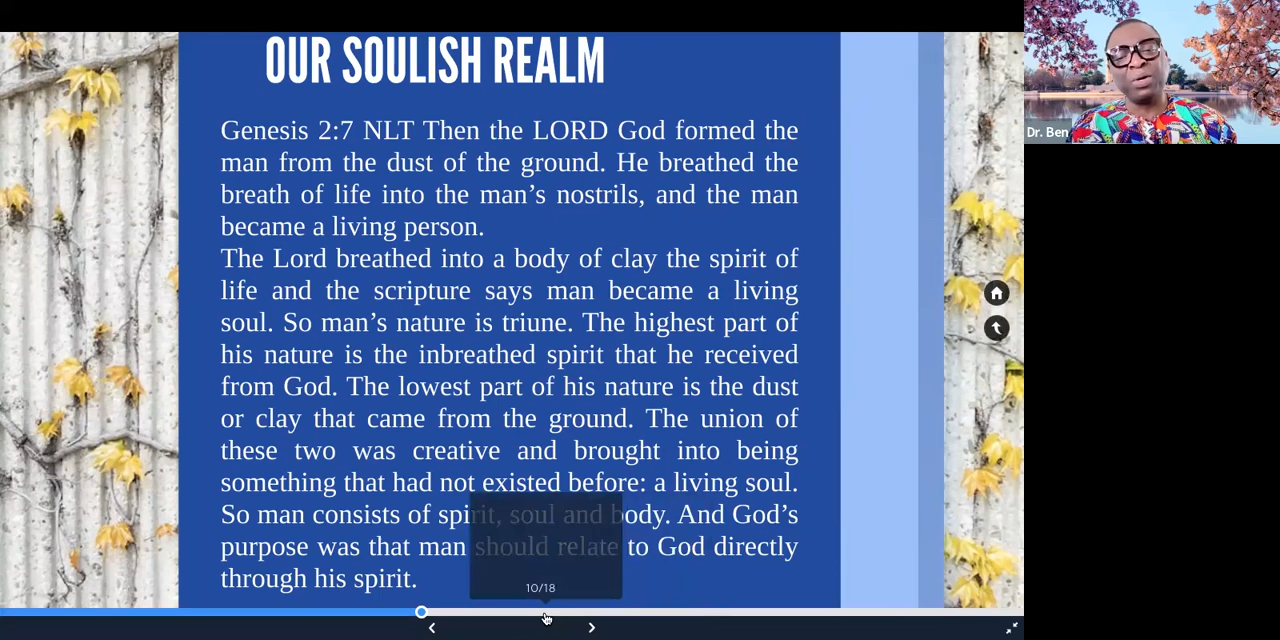 OUR SOULISH REALM
Genesis 2:7 NLT Then the LORD God formed the
man from the dust of the ground. He breathed the
breath of life into the man’s nostrils, and the man
became a living person.
The Lord breathed into a body of clay the spirit of
life and the scripture says man became a living
soul. So man’s nature is triune. The highest part of
his nature is the inbreathed spirit that he received
from God. The lowest part of his nature is the dust
or clay that came from the ground. The union of
these two was creative and brought into being
something that had not existed before: a living soul.
So man consists of spirit, soul and body. And God’s
purpose was that man should relate to God directly
through his spirit.
10/18
Dr. Ben